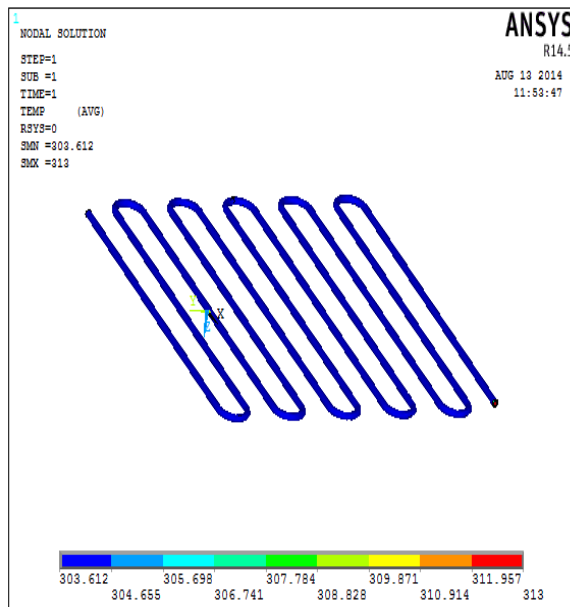 1
NODAL SOLUTION
STEP=1
SUB =1
TIME=1
TEMP (AVG)
RSYS=0
SMN =303.612
SMX =313
ANSYS
R14.5
AUG 13 2014
11:53:47
Y
X
Z
303.612 305.698 307.784 309.871 311.957
304.655 306.741 308.828 310.914 313